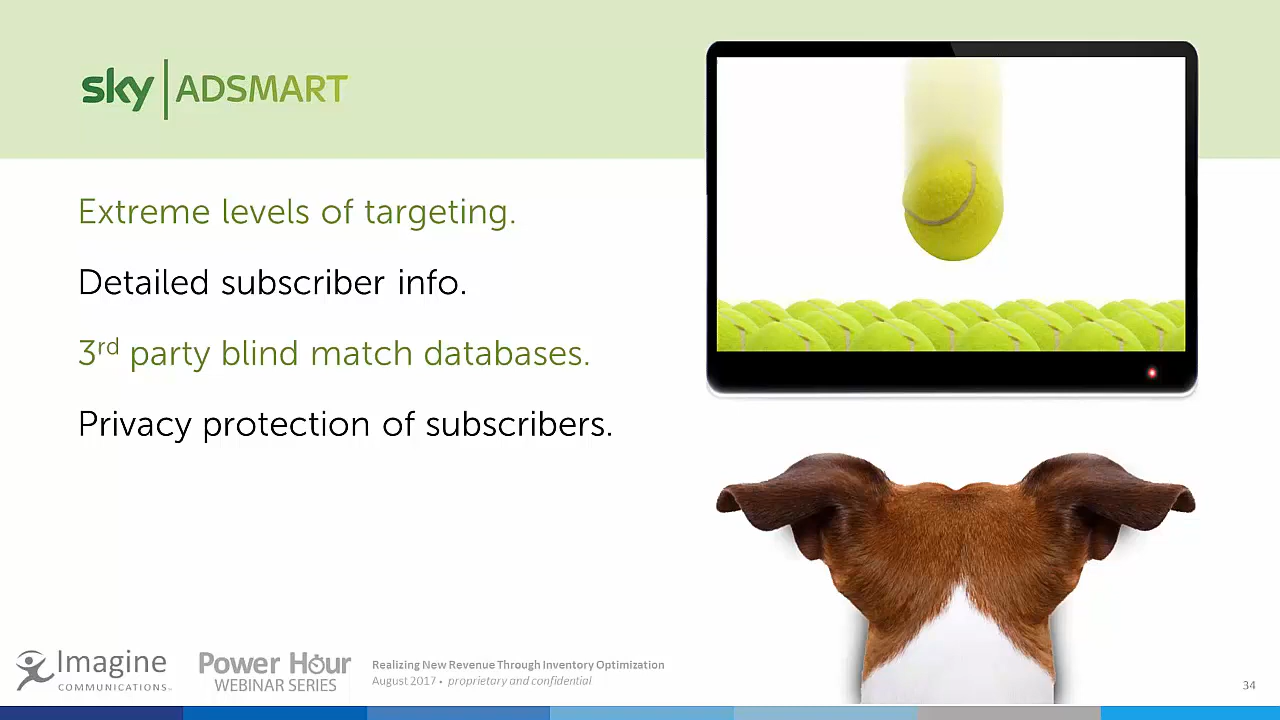 sky | ADSMART
Extreme levels of targeting.
Detailed subscriber info.
3rd party blind match databases.
Privacy protection of subscribers.
Imagine
COMMUNICATIONS
Power Hour
WEBINAR SERIES
Realizing New Revenue Through Inventory Optimization
August 2017 • proprietary and confidential
34